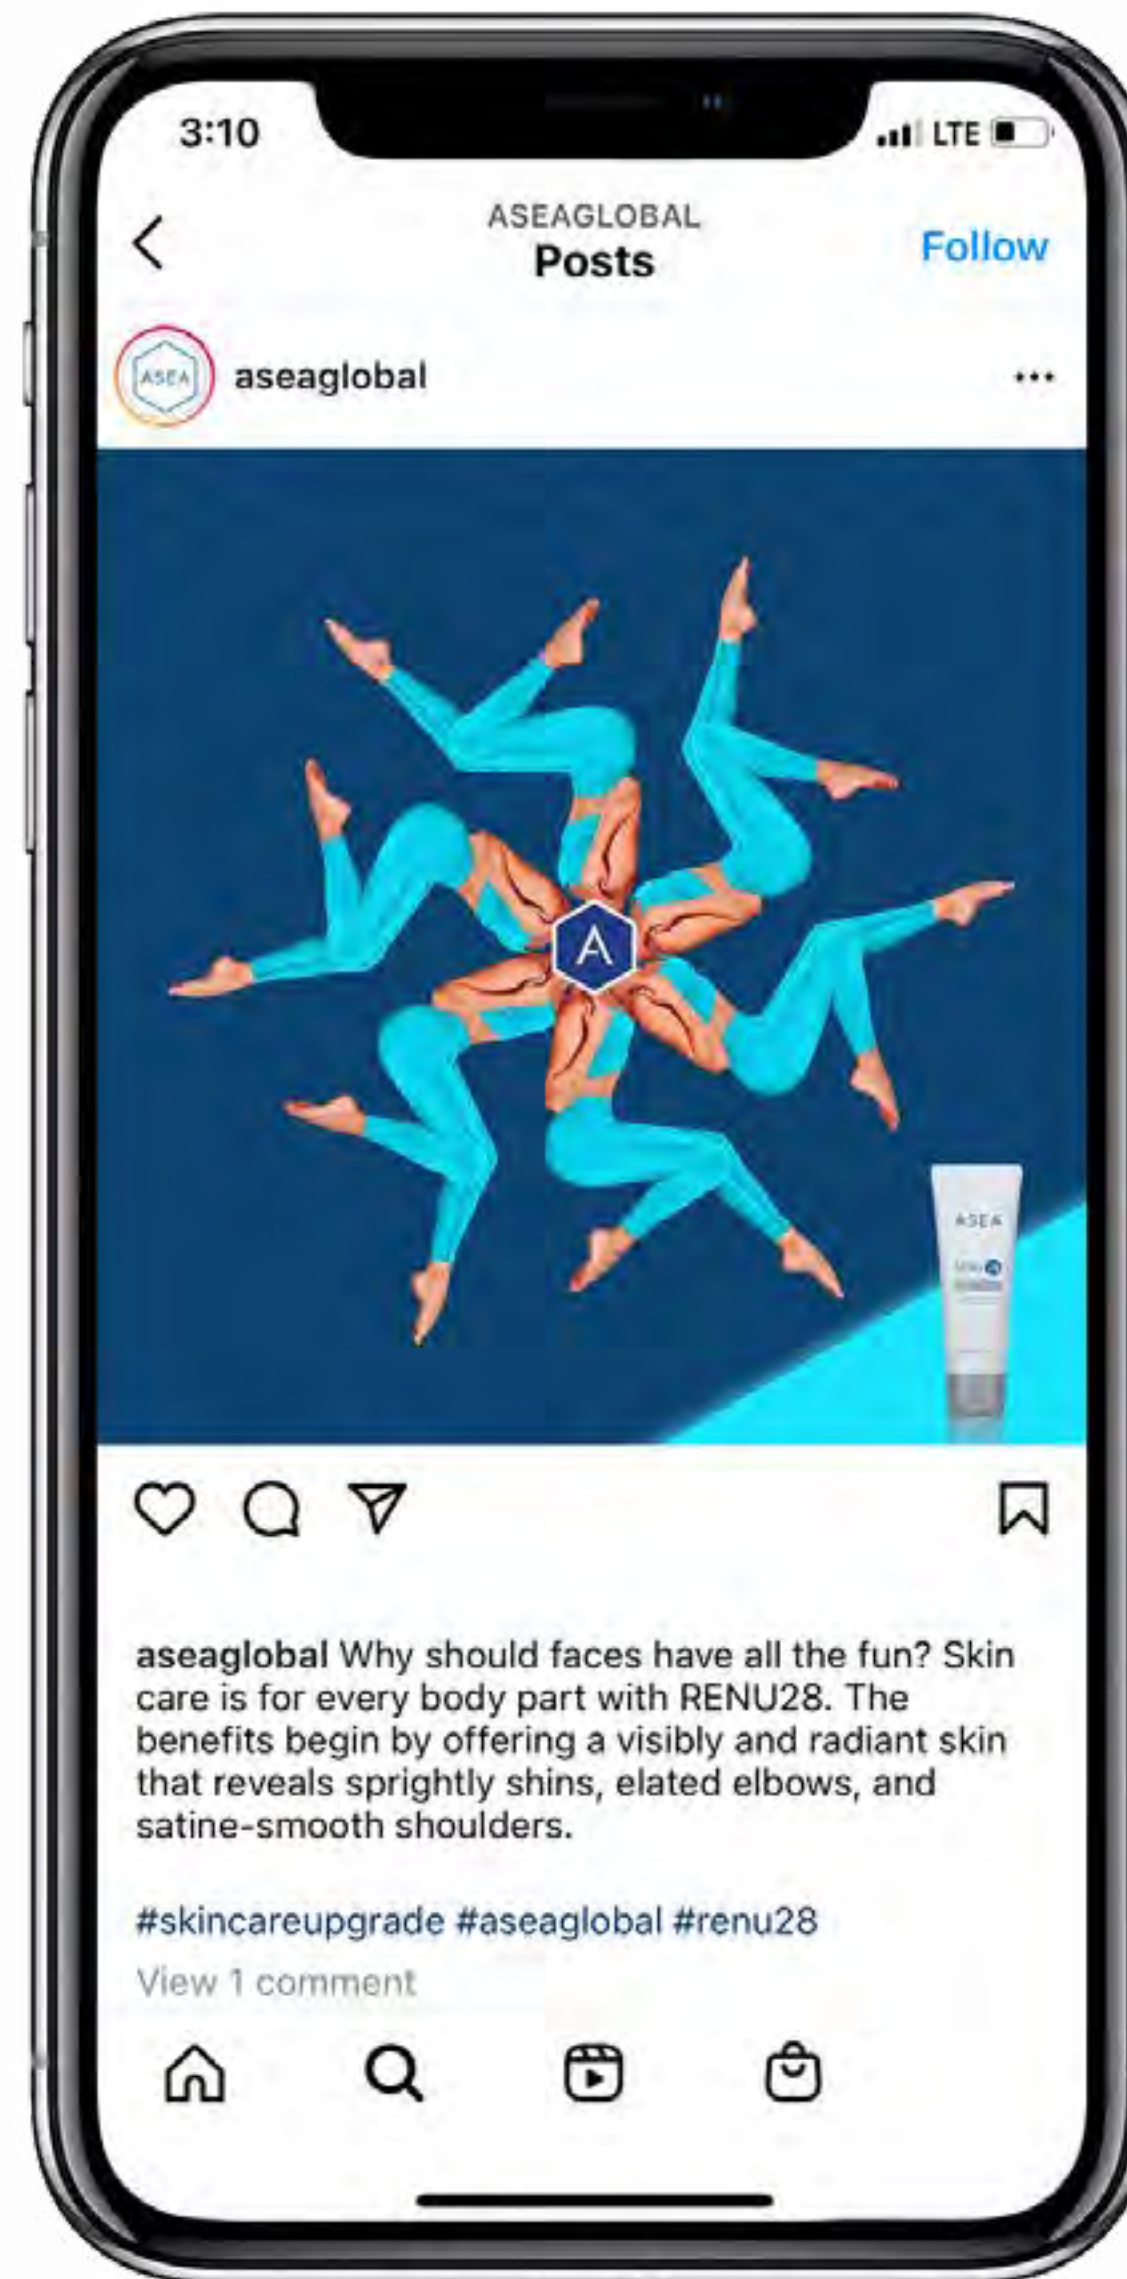 3:10
LTE
ASEAGLOBAL
Posts
Follow
ASEA
aseaglobal
A
ASEA
aseaglobal Why should faces have all the fun? Skin
care is for every body part with RENU28. The
benefits begin by offering a visibly and radiant skin
that reveals sprightly shins, elated elbows, and
satine-smooth shoulders.
#skincareupgrade #aseaglobal #renu28
View 1 comment